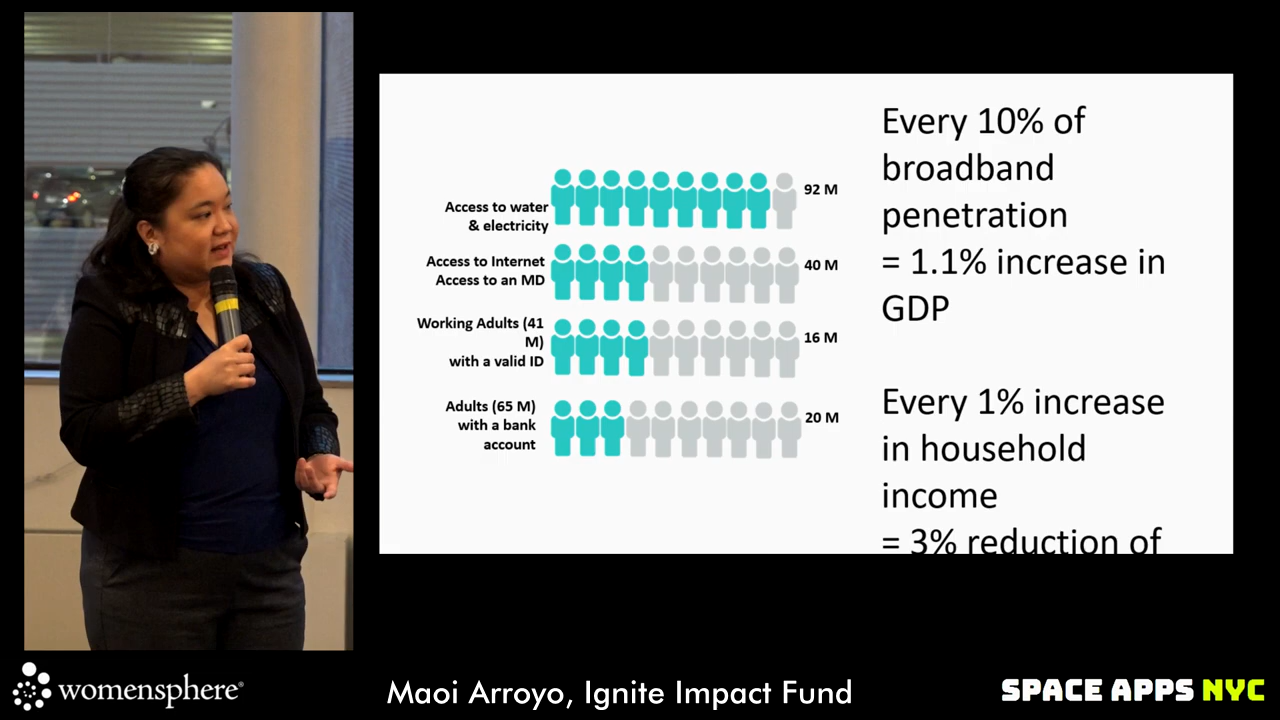 Access to water
& electricity
92 M
Access to Internet
Access to an MD
40 M
Working Adults (41
M)
with a valid ID
16 M
Adults (65 M)
with a bank
account
20 M
Every 10% of
broadband
penetration
= 1.1% increase in
GDP
Every 1% increase
in household
income
= 3% reduction of
womensphere®
Maoi Arroyo, Ignite Impact Fund
SPACE APPS NYC